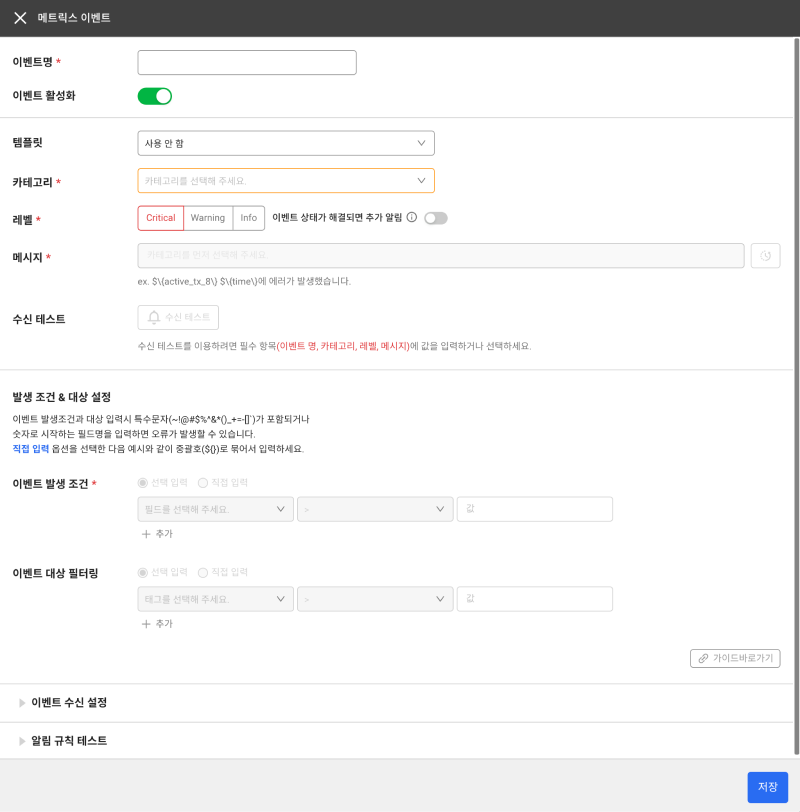 메트릭스 이벤트
이벤트명 *
이벤트 활성화
템플릿 사용 안 함
카테고리 * 카테고리를 선택해 주세요.
레벨 * Critical Warning Info 이벤트 상태가 해결되면 추가 알림
메시지 * 카테고리를 먼저 선택해 주세요.
ex. $\{active_tx_8\} $\{time\}에 에러가 발생했습니다.
수신 테스트 수신 테스트
수신 테스트를 이용하려면 필수 항목(이벤트 명, 카테고리, 레벨, 메시지)에 값을 입력하거나 선택하세요.
발생 조건 & 대상 설정
이벤트 발생조건과 대상 입력시 특수문자(~!@#$%^&*()_+=-[]`)가 포함되거나
숫자로 시작하는 필드명을 입력하면 오류가 발생할 수 있습니다.
직접 입력 옵션을 선택한 다음 예시와 같이 중괄호(${})로 묶어서 입력하세요.
이벤트 발생 조건 * 선택 입력 직접 입력
필드를 선택해 주세요. > 값
+ 추가
이벤트 대상 필터링 선택 입력 직접 입력
태그를 선택해 주세요. > 값
+ 추가
가이드바로가기
이벤트 수신 설정
알림 규칙 테스트
저장